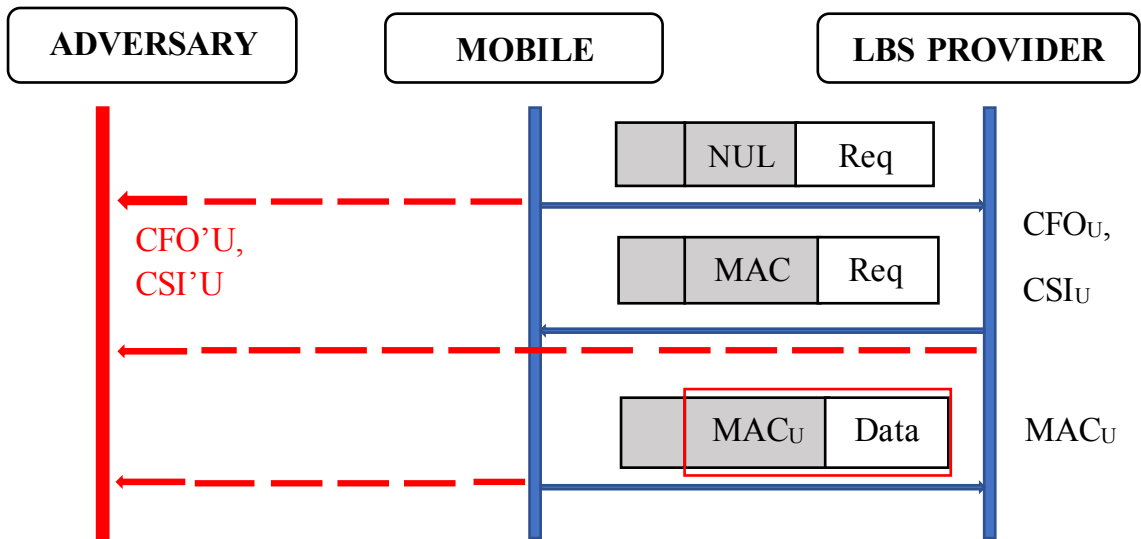 ADVERSARY
MOBILE
LBS PROVIDER
NUL Req
CFO'U,
CSI'U
CFOU,
MAC Req
CSIU
MACU Data
MACU